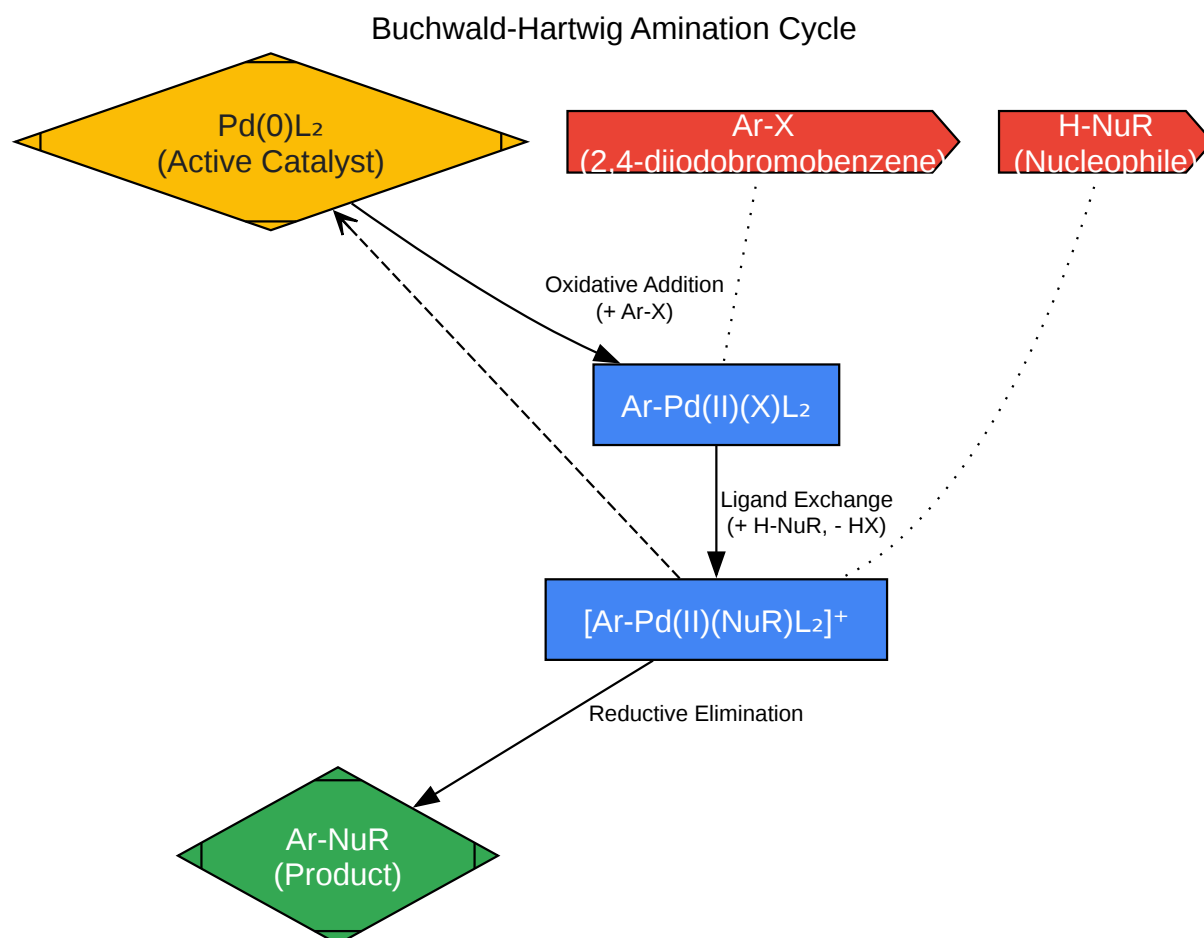 Buchwald-Hartwig Amination Cycle
Pd(0)L₂
(Active Catalyst)
Ar-X
(2,4-diiodobromobenzene)
H-NuR
(Nucleophile)
Oxidative Addition
(+ Ar-X)
Ar-Pd(II)(X)L₂
Ligand Exchange
(+ H-NuR, - HX)
[Ar-Pd(II)(NuR)L₂]⁺
Reductive Elimination
Ar-NuR
(Product)